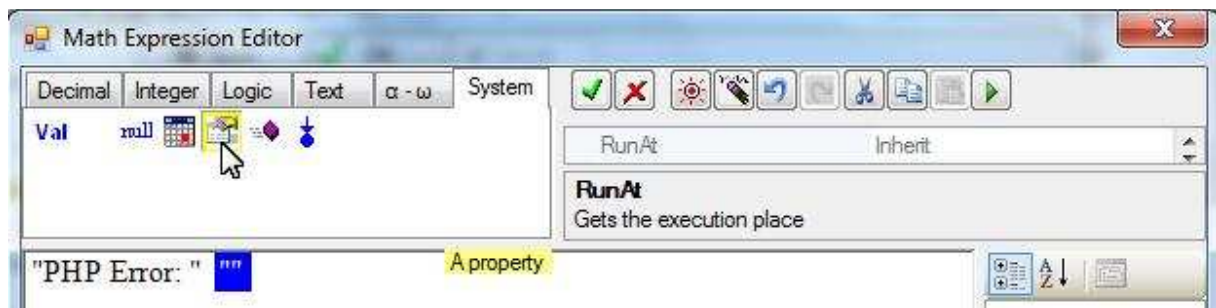 Math Expression Editor
X
Decimal Integer Logic Text α - ω System
Val null
RunAt Inherit
RunAt
Gets the execution place
"PHP Error: " ""
A property
A
Z